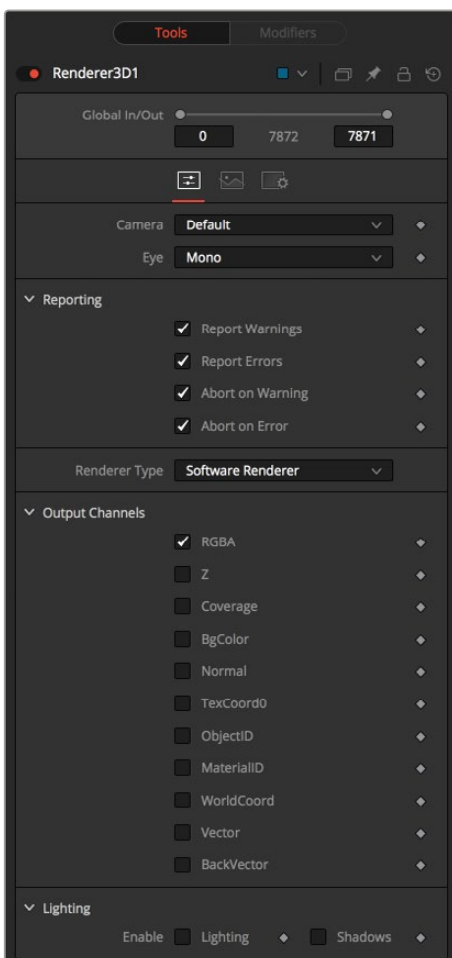 Tools Modifiers
Renderer3D1
Global In/Out
0 7872 7871
Camera Default
Eye Mono
Reporting
Report Warnings
Report Errors
Abort on Warning
Abort on Error
Renderer Type Software Renderer
Output Channels
RGBA
Z
Coverage
BgColor
Normal
TexCoord0
ObjectID
MaterialID
WorldCoord
Vector
BackVector
Lighting
Enable Lighting Shadows